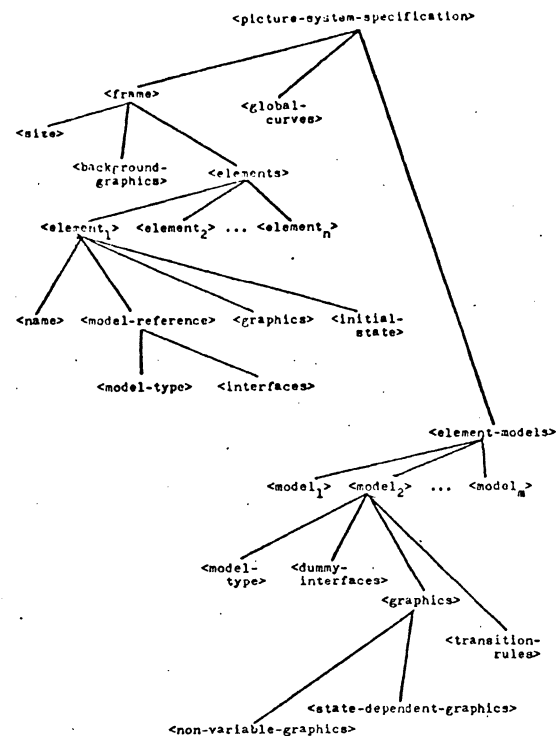 <picture-system-specification>
<frame>
<global-
curves>
<size>
<background-
graphics>
<elements>
<element1> <element2> ... <elementn>
<name> <model-reference> <graphics> <initial-
state>
<model-type> <interfaces>
<element-models>
<model1> <model2> ... <modelm>
<model-
type>
<dummy-
interfaces>
<graphics>
<transition-
rules>
<state-dependent-graphics>
<non-variable-graphics>